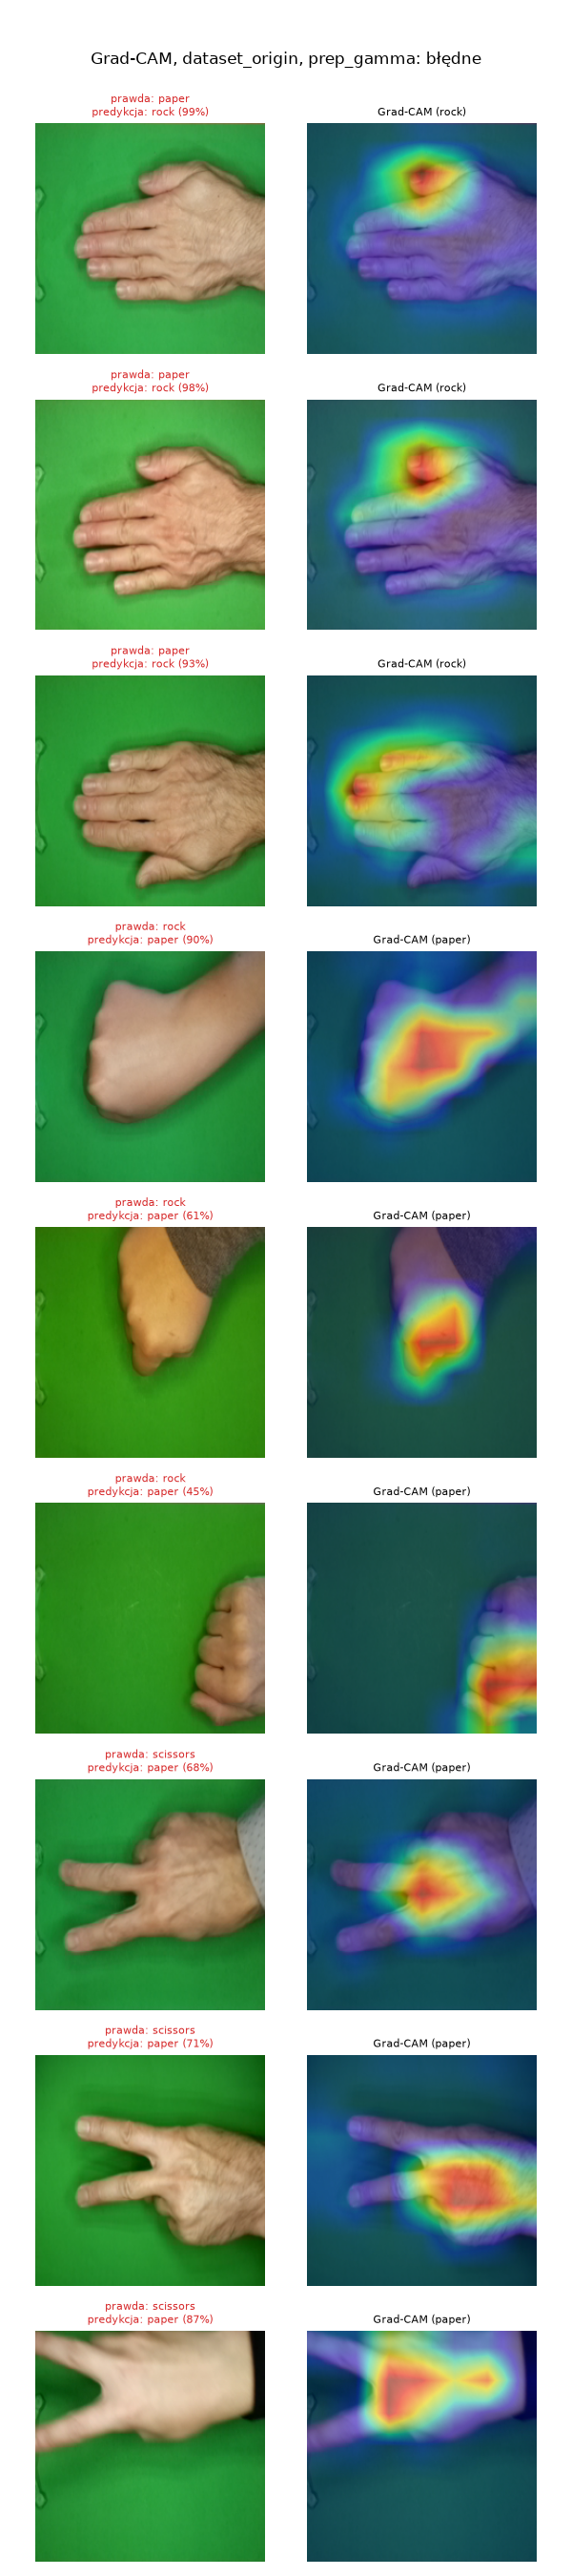 Grad-CAM, dataset_origin, prep_gamma: błędne
prawda: paper
predykcja: rock (99%)
Grad-CAM (rock)
prawda: paper
predykcja: rock (98%)
Grad-CAM (rock)
prawda: paper
predykcja: rock (93%)
Grad-CAM (rock)
prawda: rock
predykcja: paper (90%)
Grad-CAM (paper)
prawda: rock
predykcja: paper (61%)
Grad-CAM (paper)
prawda: rock
predykcja: paper (45%)
Grad-CAM (paper)
prawda: scissors
predykcja: paper (68%)
Grad-CAM (paper)
prawda: scissors
predykcja: paper (71%)
Grad-CAM (paper)
prawda: scissors
predykcja: paper (87%)
Grad-CAM (paper)